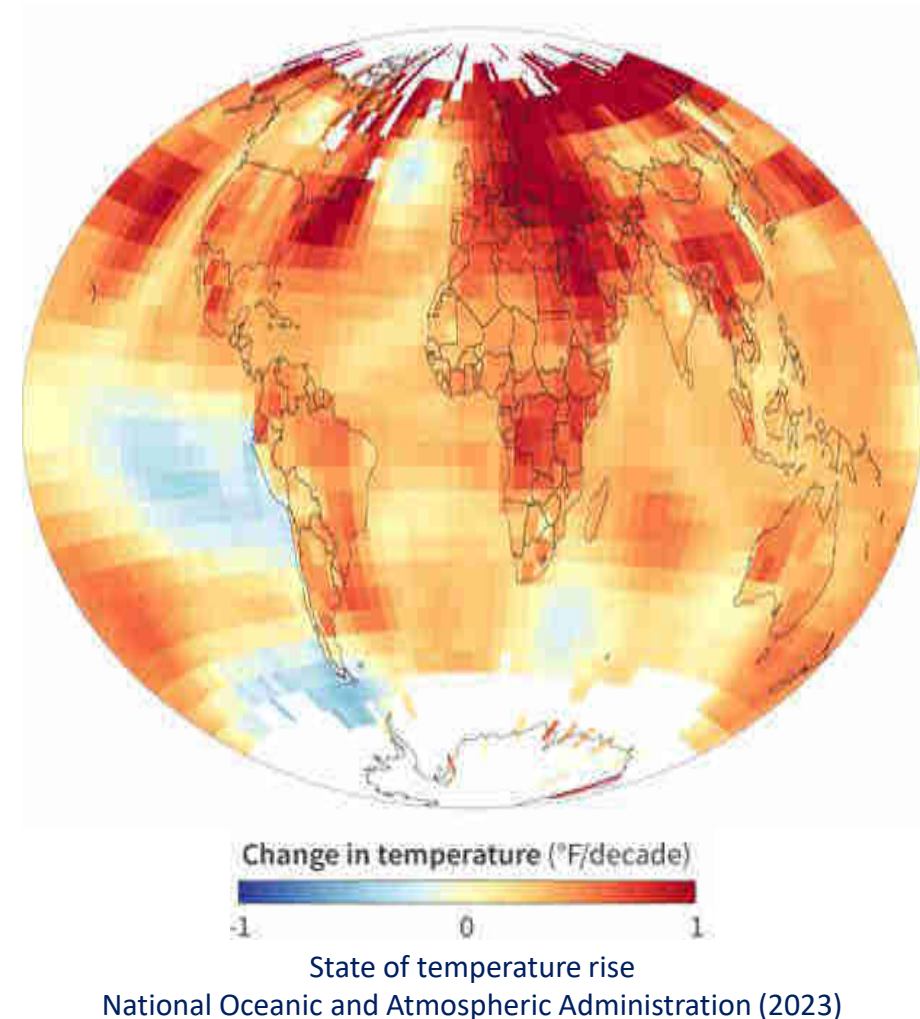 Change in temperature (°F/decade)
-1 0 1
State of temperature rise
National Oceanic and Atmospheric Administration (2023)